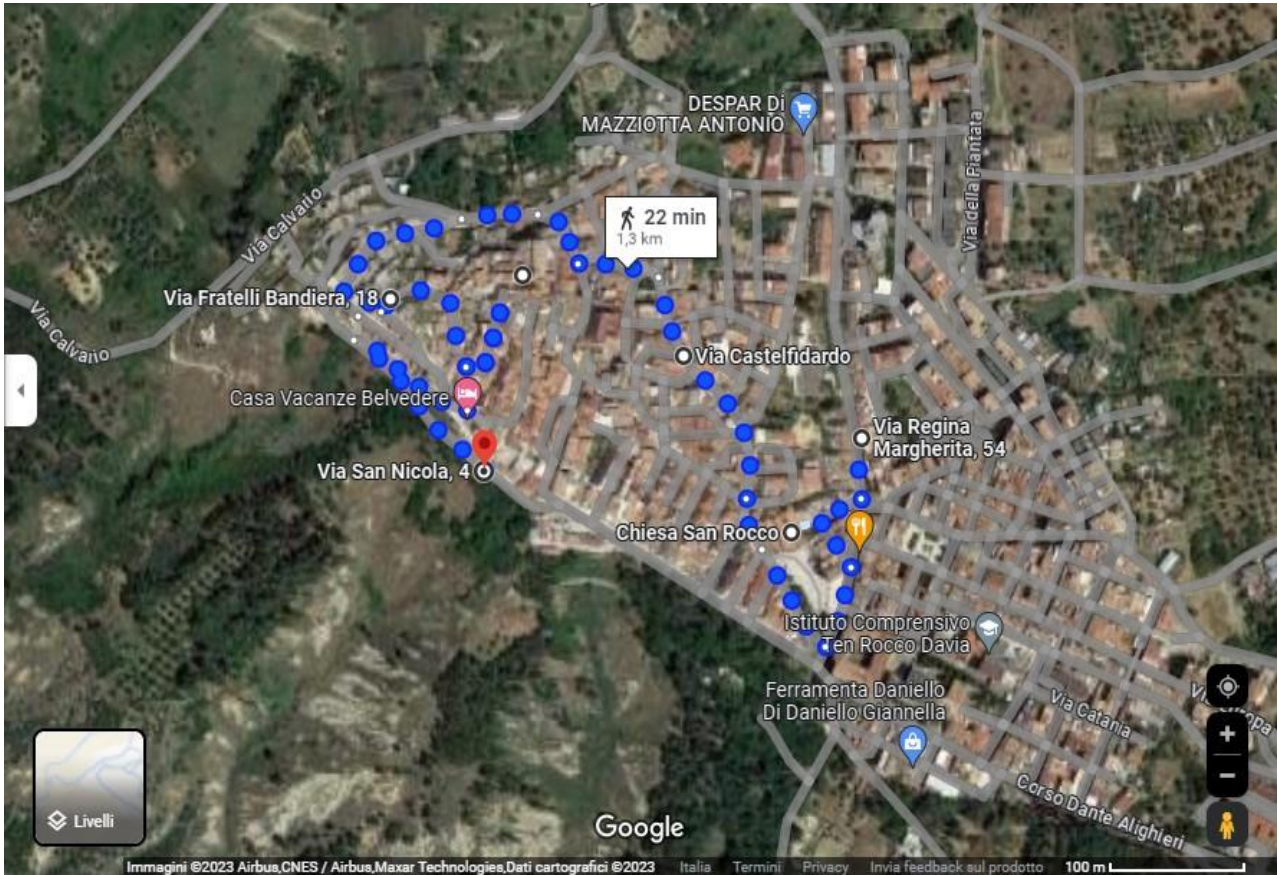 DESPAR Di
MAZZIOTTA ANTONIO
Via della Piantata
Via Calvario
22 min
1,3 km
Via Fratelli Bandiera, 18
Via Calvario
Via Castelfidardo
Casa Vacanze Belvedere
Via Regina
Margherita, 54
Via San Nicola, 4
Chiesa San Rocco
Istituto Comprensivo
Ten Rocco Davia
Ferramenta Daniello
Di Daniello Giannella
Via Catania
Corso Dante Alighieri
Livelli
Google
Immagini ©2023 Airbus,CNES / Airbus,Maxar Technologies,Dati cartografici ©2023 Italia Termini Privacy Invia feedback sul prodotto 100 m